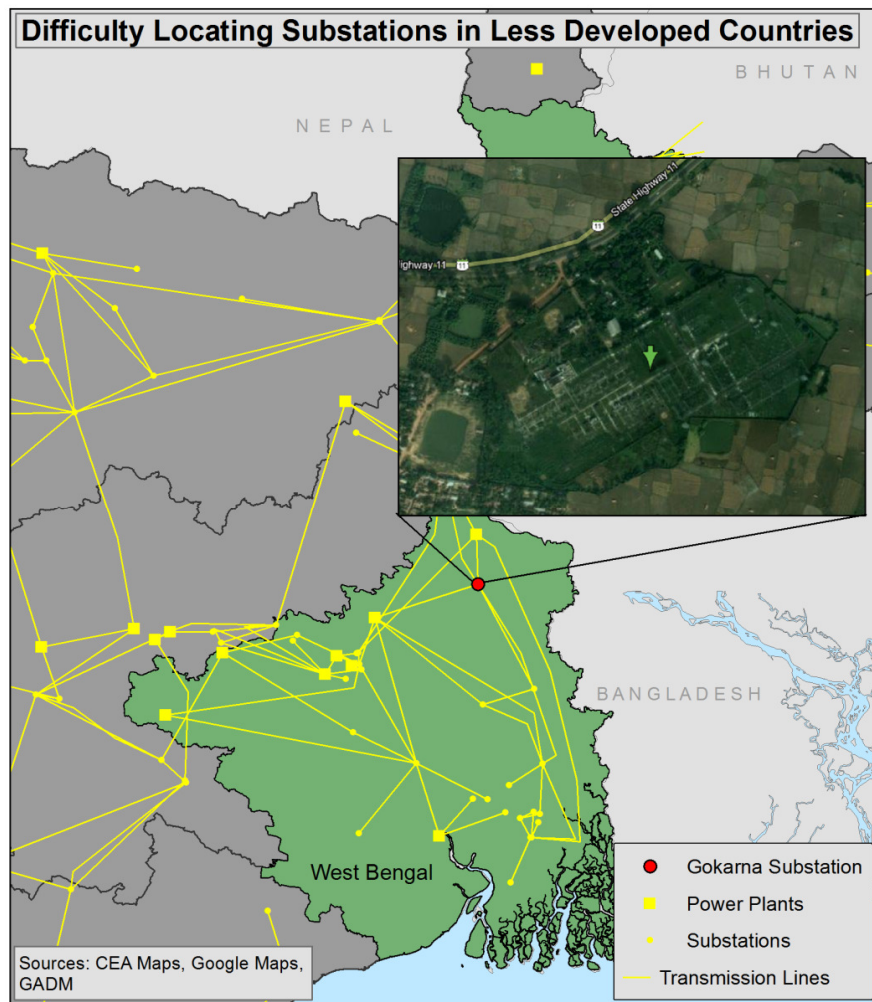 Difficulty Locating Substations in Less Developed Countries
BHUTAN
NEPAL
State Highway 11
11
ighway 11
11
BANGLADESH
West Bengal
Gokarna Substation
Power Plants
Substations
Transmission Lines
Sources: CEA Maps, Google Maps,
GADM